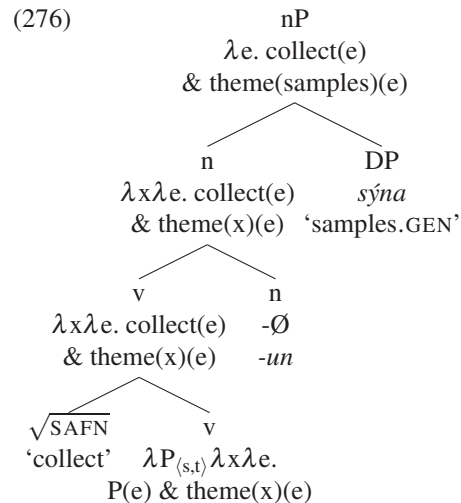 (276) nP
λe. collect(e)
& theme(samples)(e)
n DP
λxλe. collect(e) sýna
& theme(x)(e) ‘samples.GEN’
v n
λxλe. collect(e) -Ø
& theme(x)(e) -un
√SAFN v
‘collect’ λP⟨s,t⟩λxλe.
P(e) & theme(x)(e)